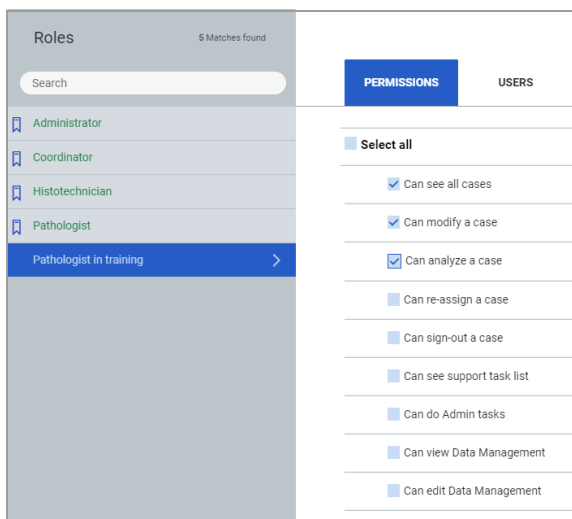 Roles
5 Matches found
Search
Administrator
Coordinator
Histotechnician
Pathologist
Pathologist in training
PERMISSIONS
USERS
Select all
Can see all cases
Can modify a case
Can analyze a case
Can re-assign a case
Can sign-out a case
Can see support task list
Can do Admin tasks
Can view Data Management
Can edit Data Management